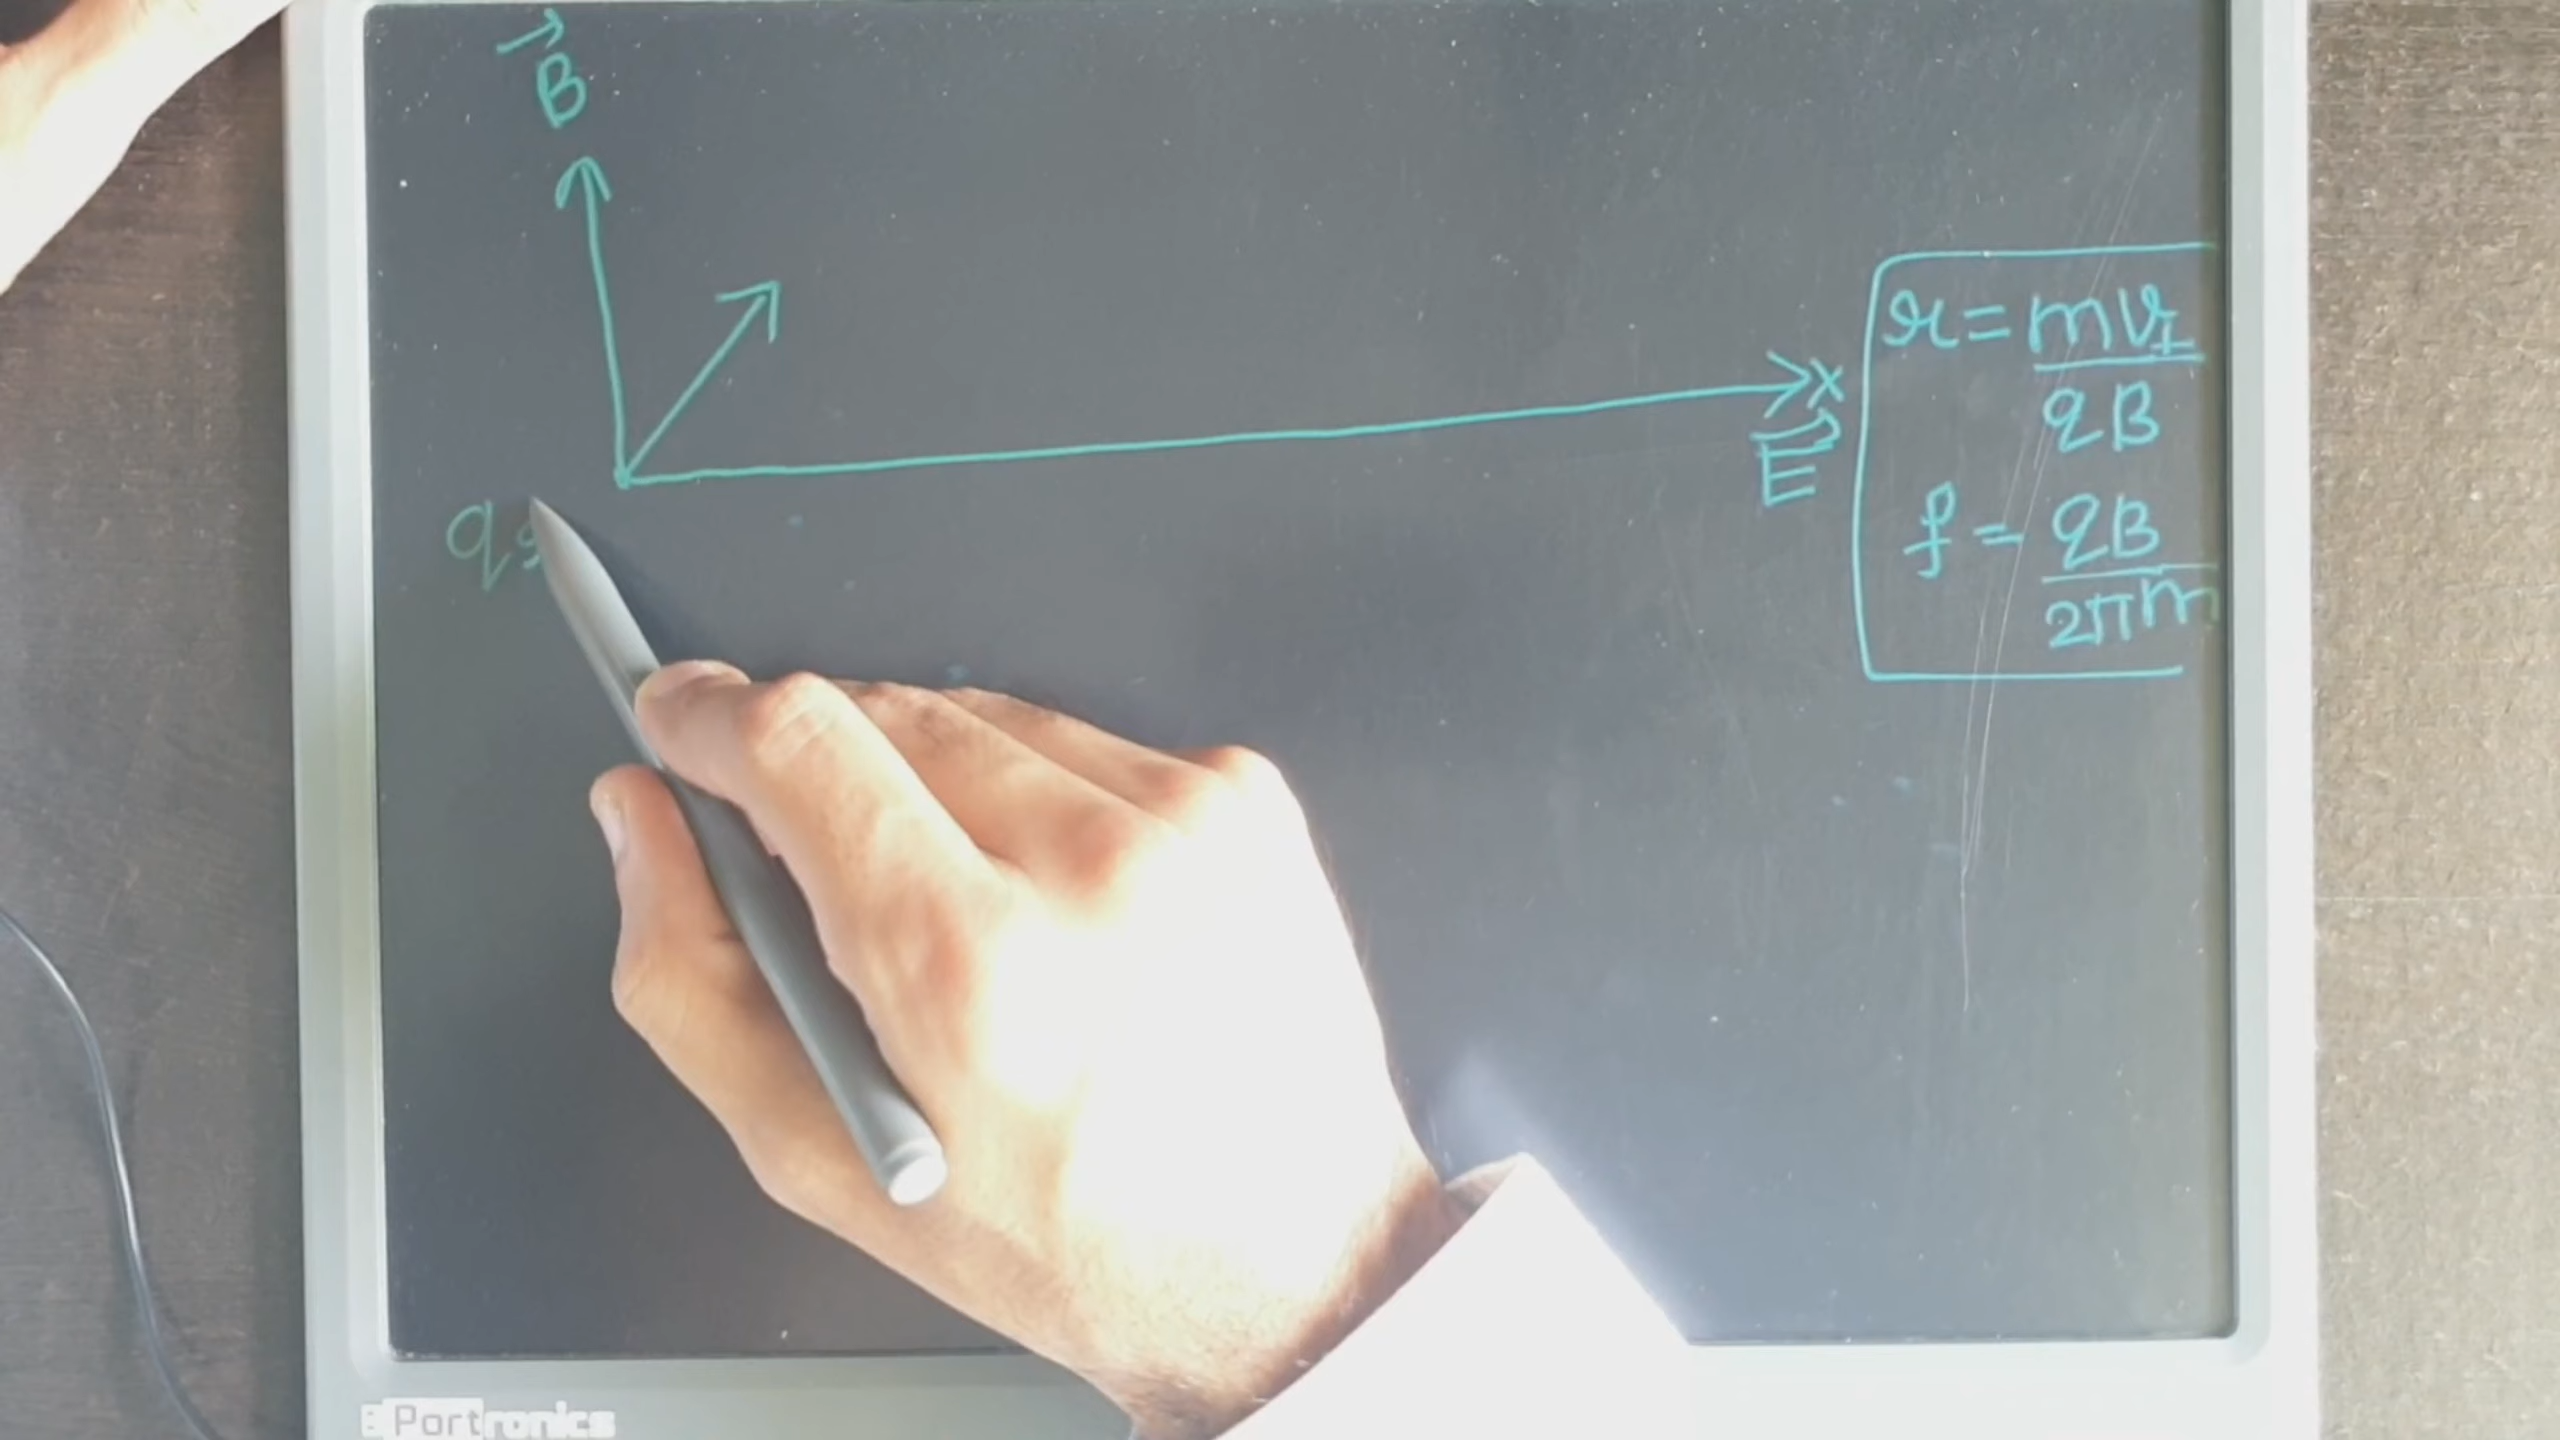 →
B
x
E
r = mv⊥
qB
f = qB
2πm
q
Portronics